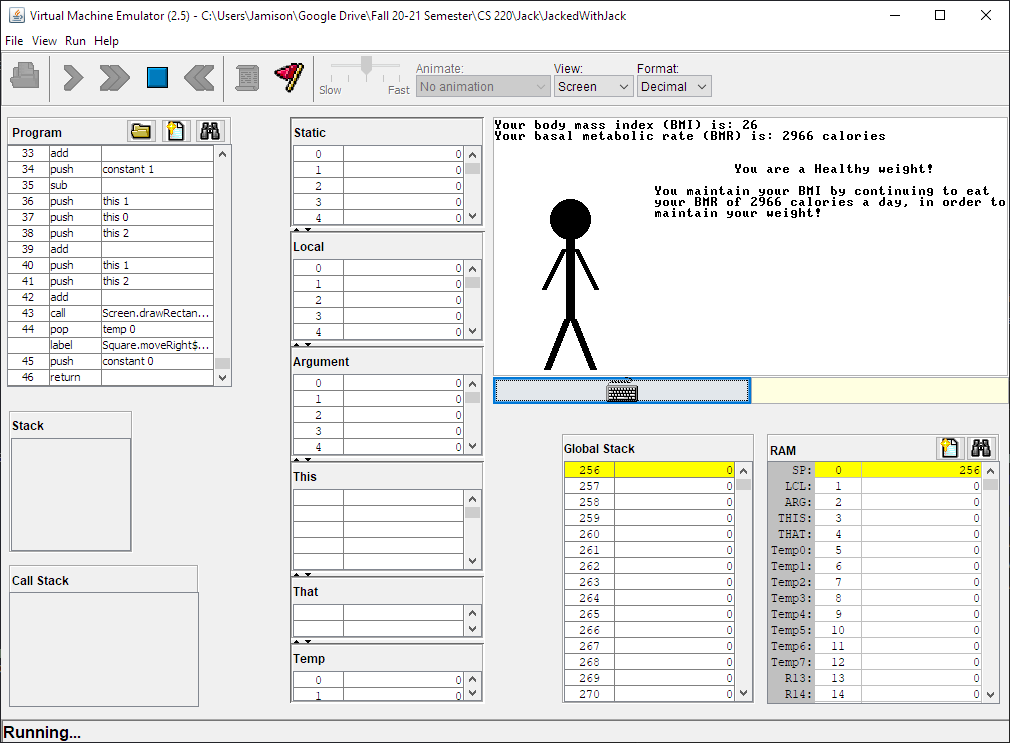 Virtual Machine Emulator (2.5) - C:\Users\Jamison\Google Drive\Fall 20-21 Semester\CS 220\Jack\JackedWithJack
File View Run Help
Slow Fast
Animate: No animation
View: Screen
Format: Decimal
Program
33 add
34 push constant 1
35 sub
36 push this 1
37 push this 0
38 push this 2
39 add
40 push this 1
41 push this 2
42 add
43 call Screen.drawRectan...
44 pop temp 0
label Square.moveRight$...
45 push constant 0
46 return
Stack
Call Stack
Static
0 0
1 0
2 0
3 0
4 0
Local
0 0
1 0
2 0
3 0
4 0
Argument
0 0
1 0
2 0
3 0
4 0
This
That
Temp
0 0
1 0
Your body mass index (BMI) is: 26
Your basal metabolic rate (BMR) is: 2966 calories
You are a Healthy weight!
You maintain your BMI by continuing to eat
your BMR of 2966 calories a day, in order to
maintain your weight!
Global Stack
256 0
257 0
258 0
259 0
260 0
261 0
262 0
263 0
264 0
265 0
266 0
267 0
268 0
269 0
270 0
RAM
SP: 0 256
LCL: 1 0
ARG: 2 0
THIS: 3 0
THAT: 4 0
Temp0: 5 0
Temp1: 6 0
Temp2: 7 0
Temp3: 8 0
Temp4: 9 0
Temp5: 10 0
Temp6: 11 0
Temp7: 12 0
R13: 13 0
R14: 14 0
Running...